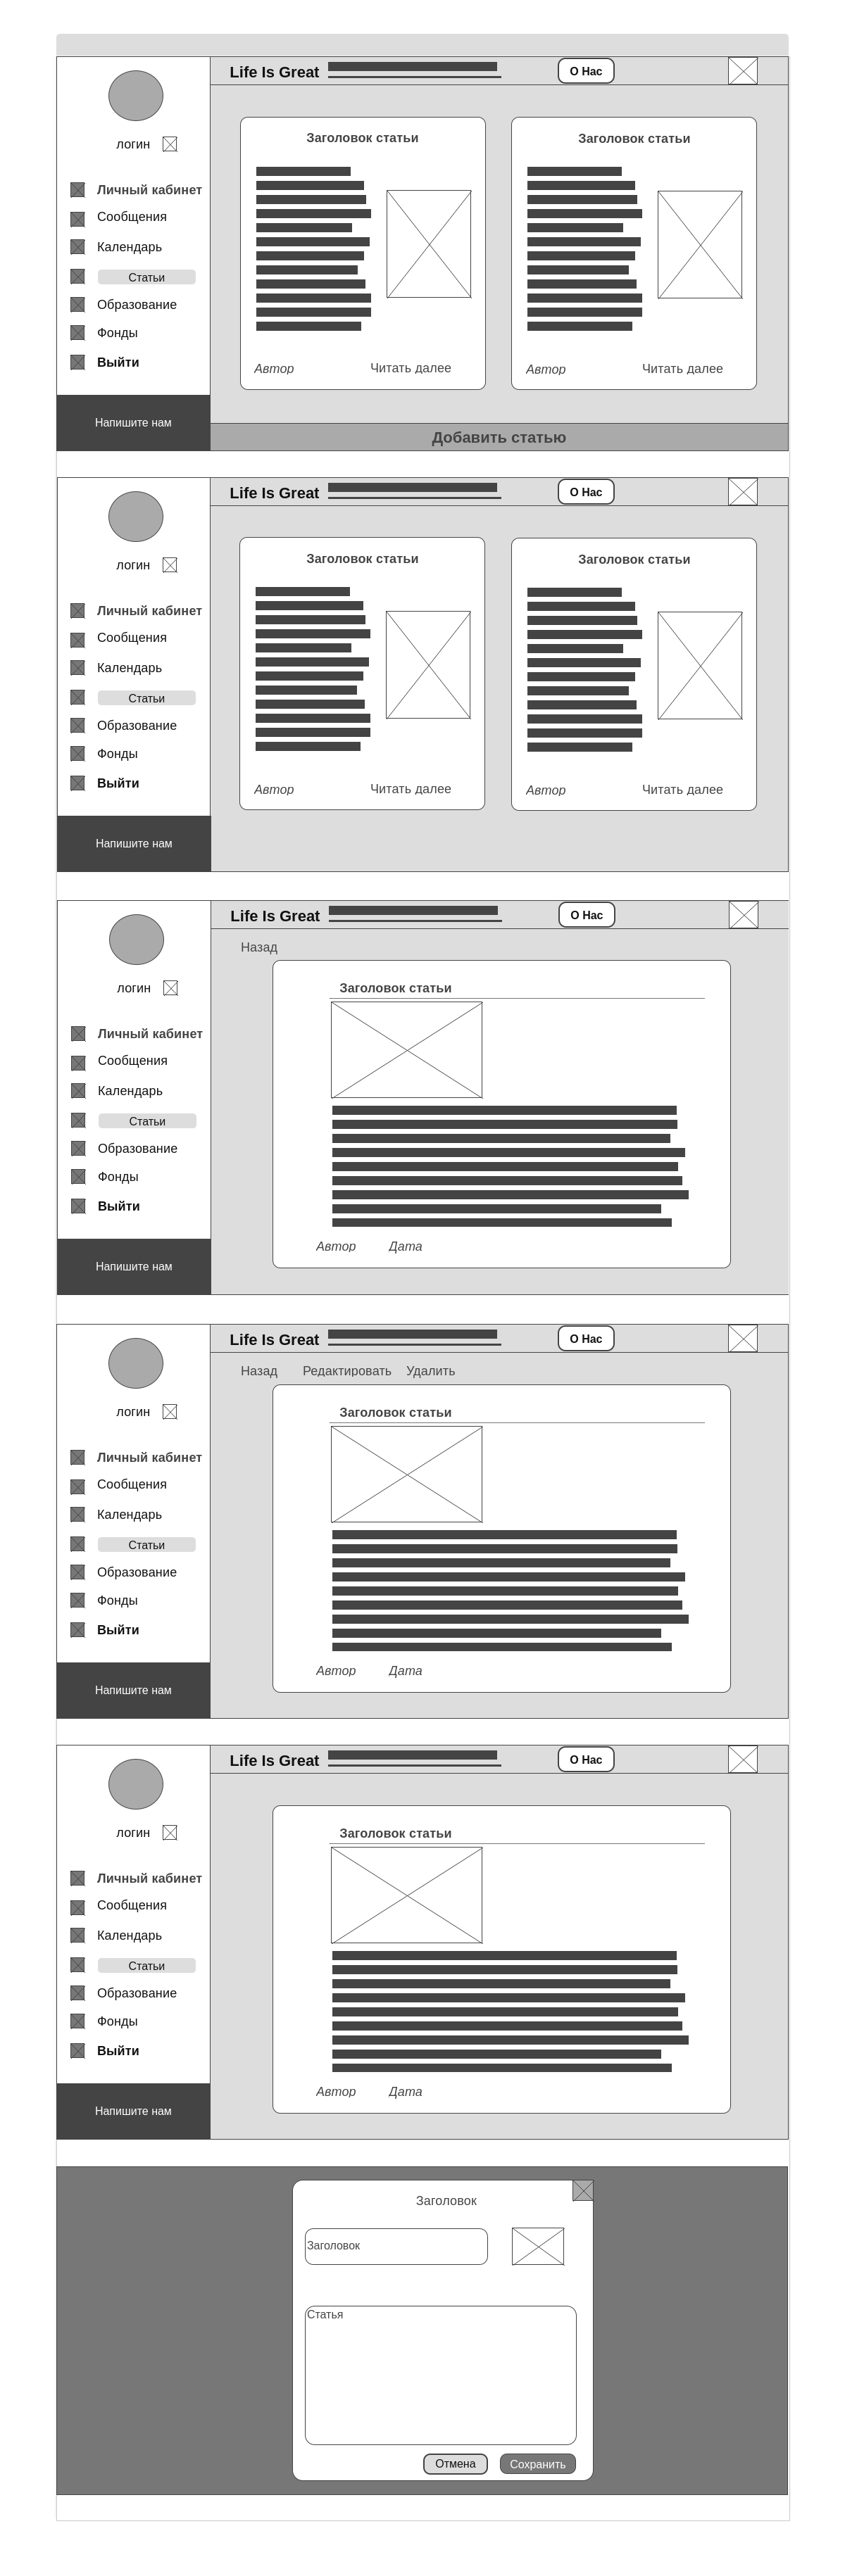 Life Is Great
О Нас
логин
Личный кабинет
Сообщения
Календарь
Статьи
Образование
Фонды
Выйти
Напишите нам
Заголовок статьи
Автор
Читать далее
Заголовок статьи
Автор
Читать далее
Добавить статью
Life Is Great
О Нас
логин
Личный кабинет
Сообщения
Календарь
Статьи
Образование
Фонды
Выйти
Напишите нам
Заголовок статьи
Автор
Читать далее
Заголовок статьи
Автор
Читать далее
Life Is Great
О Нас
логин
Личный кабинет
Сообщения
Календарь
Статьи
Образование
Фонды
Выйти
Напишите нам
Назад
Заголовок статьи
Автор
Дата
Life Is Great
О Нас
логин
Личный кабинет
Сообщения
Календарь
Статьи
Образование
Фонды
Выйти
Напишите нам
Назад
Редактировать
Удалить
Заголовок статьи
Автор
Дата
Life Is Great
О Нас
логин
Личный кабинет
Сообщения
Календарь
Статьи
Образование
Фонды
Выйти
Напишите нам
Заголовок статьи
Автор
Дата
Заголовок
Заголовок
Статья
Отмена
Сохранить